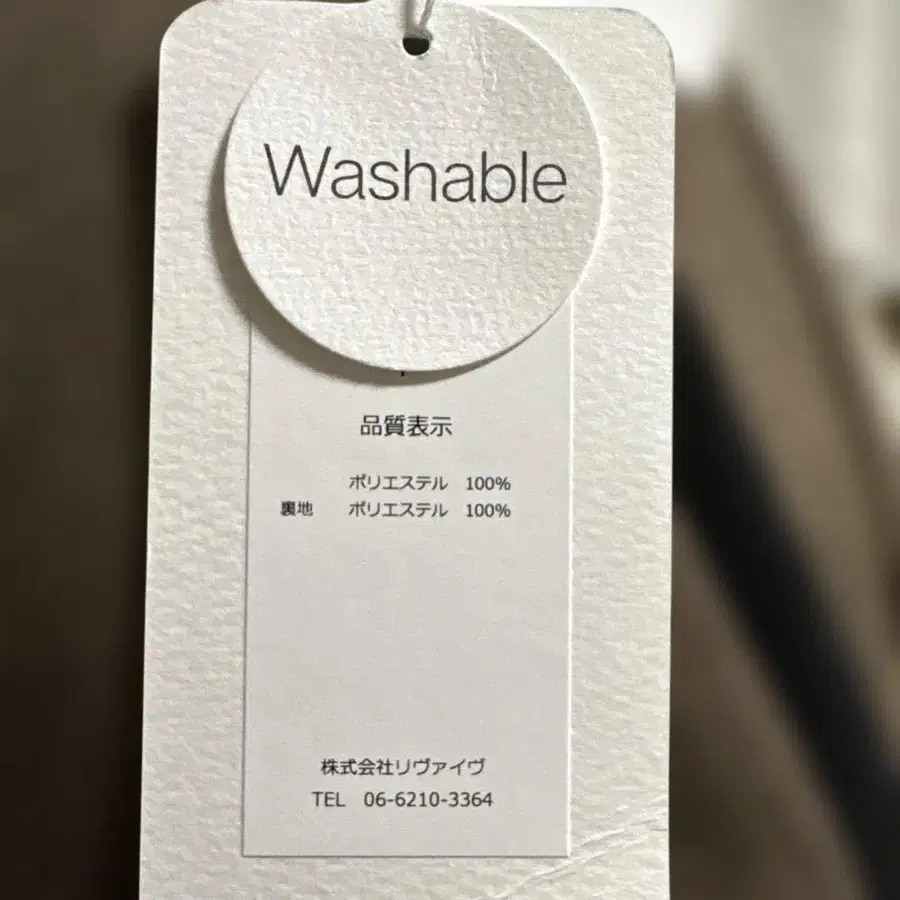 Washable
品質表示
ポリエステル 100%
裏地 ポリエステル 100%
株式会社リヴァイヴ
TEL 06-6210-3364